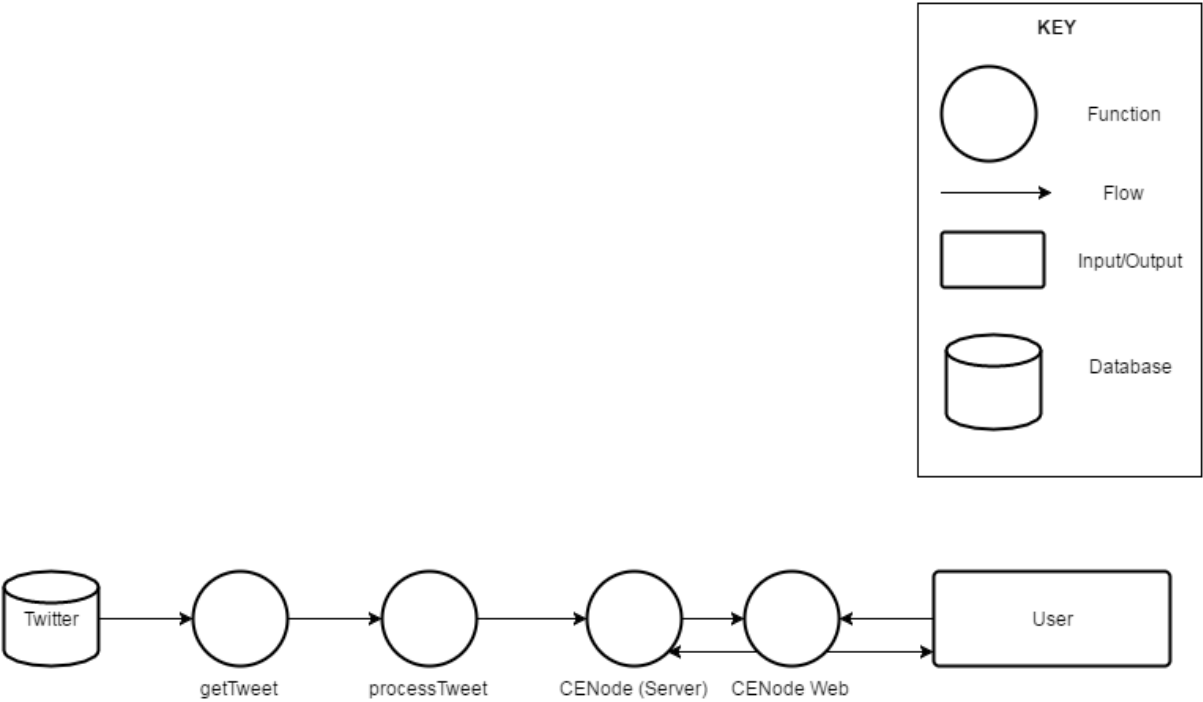 KEY
Function
Flow
Input/Output
Database
Twitter
User
getTweet
processTweet
CENode (Server)
CENode Web